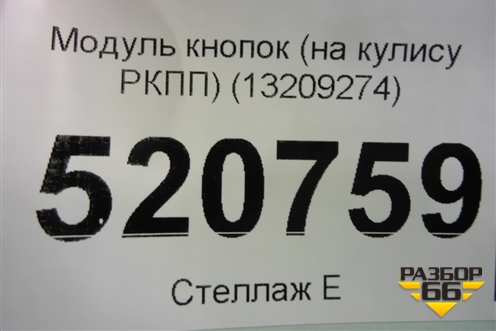 Модуль кнопок (на кулису
РКПП) (13209274)
520759
Стеллаж Е
РАЗБОР
66